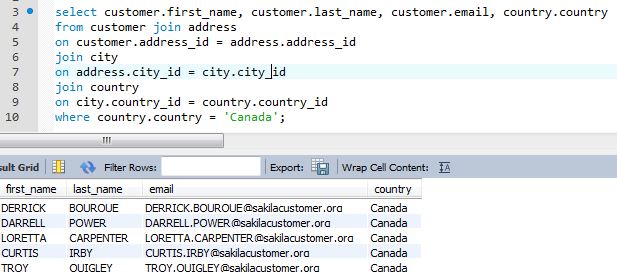 3 select customer.first_name, customer.last_name, customer.email, country.country
4 from customer join address
5 on customer.address_id = address.address_id
6 join city
7 on address.city_id = city.city_id
8 join country
9 on city.country_id = country.country_id
10 where country.country = 'Canada';
sult Grid Filter Rows: Export: Wrap Cell Content: IA
first_name last_name email country
DERRICK BOURQUE DERRICK.BOURQUE@sakilacustomer.org Canada
DARRELL POWER DARRELL.POWER@sakilacustomer.org Canada
LORETTA CARPENTER LORETTA.CARPENTER@sakilacustomer.org Canada
CURTIS IRBY CURTIS.IRBY@sakilacustomer.org Canada
TROY QUIGLEY TROY.QUIGLEY@sakilacustomer.org Canada